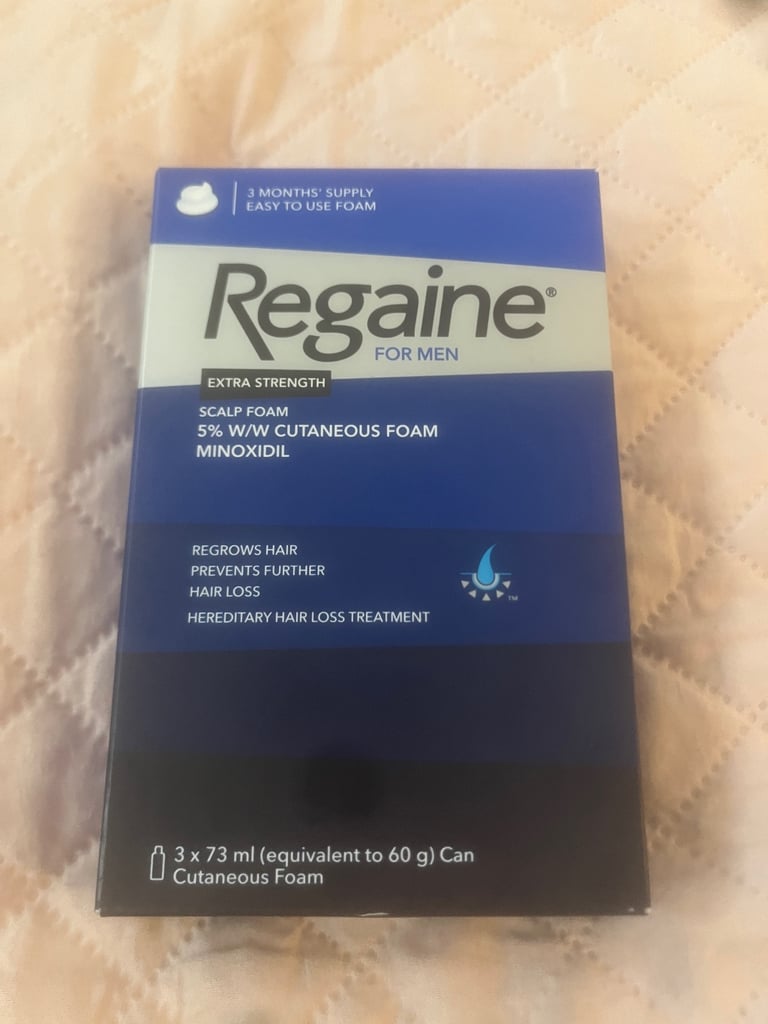 3 MONTHS' SUPPLY
EASY TO USE FOAM
Regaine®
FOR MEN
EXTRA STRENGTH
SCALP FOAM
5% W/W CUTANEOUS FOAM
MINOXIDIL
REGROWS HAIR
PREVENTS FURTHER
HAIR LOSS
HEREDITARY HAIR LOSS TREATMENT
TM
3 x 73 ml (equivalent to 60 g) Can
Cutaneous Foam